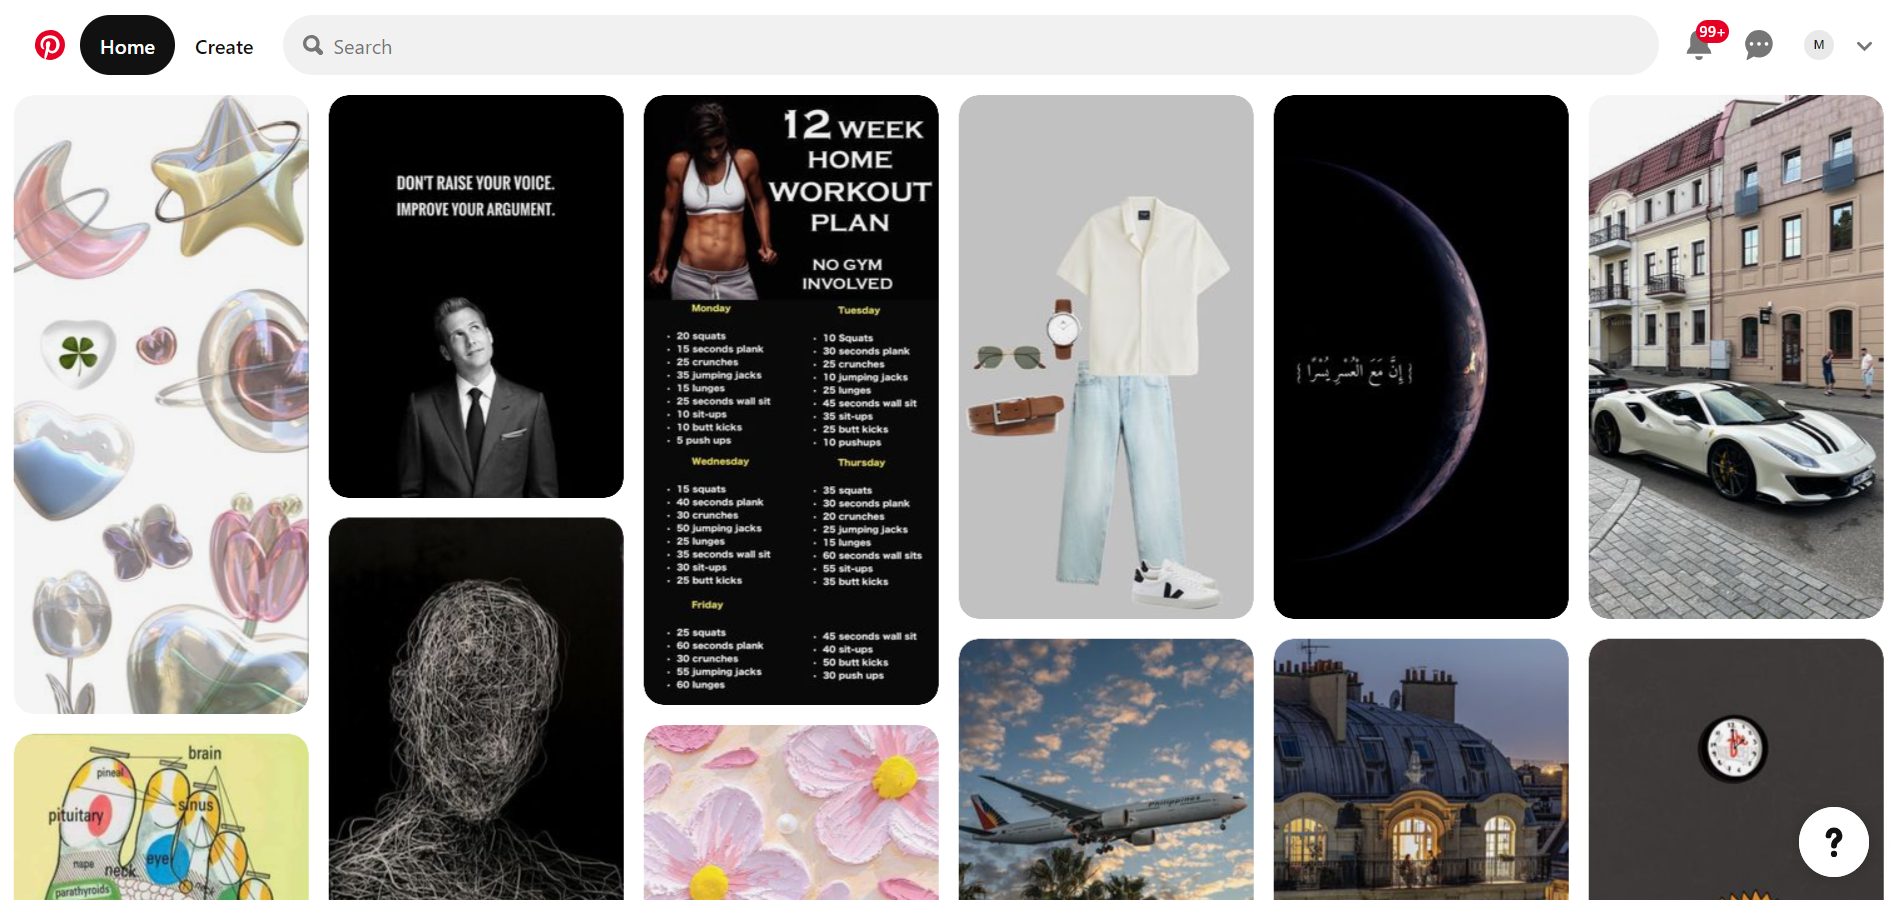 Home
Create
Search
99+
M
DON'T RAISE YOUR VOICE.
IMPROVE YOUR ARGUMENT.
12 WEEK
HOME
WORKOUT
PLAN
NO GYM
INVOLVED
Monday
20 squats
15 seconds plank
25 crunches
35 jumping jacks
15 lunges
25 seconds wall sit
10 sit-ups
10 butt kicks
5 push ups
Tuesday
10 Squats
30 seconds plank
25 crunches
10 jumping jacks
25 lunges
45 seconds wall sit
35 sit-ups
25 butt kicks
10 pushups
Wednesday
15 squats
40 seconds plank
30 crunches
50 jumping jacks
25 lunges
35 seconds wall sit
30 sit-ups
25 butt kicks
Thursday
35 squats
30 seconds plank
20 crunches
25 jumping jacks
15 lunges
60 seconds wall sits
55 sit-ups
35 butt kicks
Friday
25 squats
60 seconds plank
30 crunches
55 jumping jacks
60 lunges
45 seconds wall sit
40 sit-ups
50 butt kicks
30 push ups
{ إِنَّ مَعَ الْعُسْرِ يُسْرًا }
brain
pineal
sinus
pituitary
eye
nape
neck
neck
parathyroids
Philippines
?